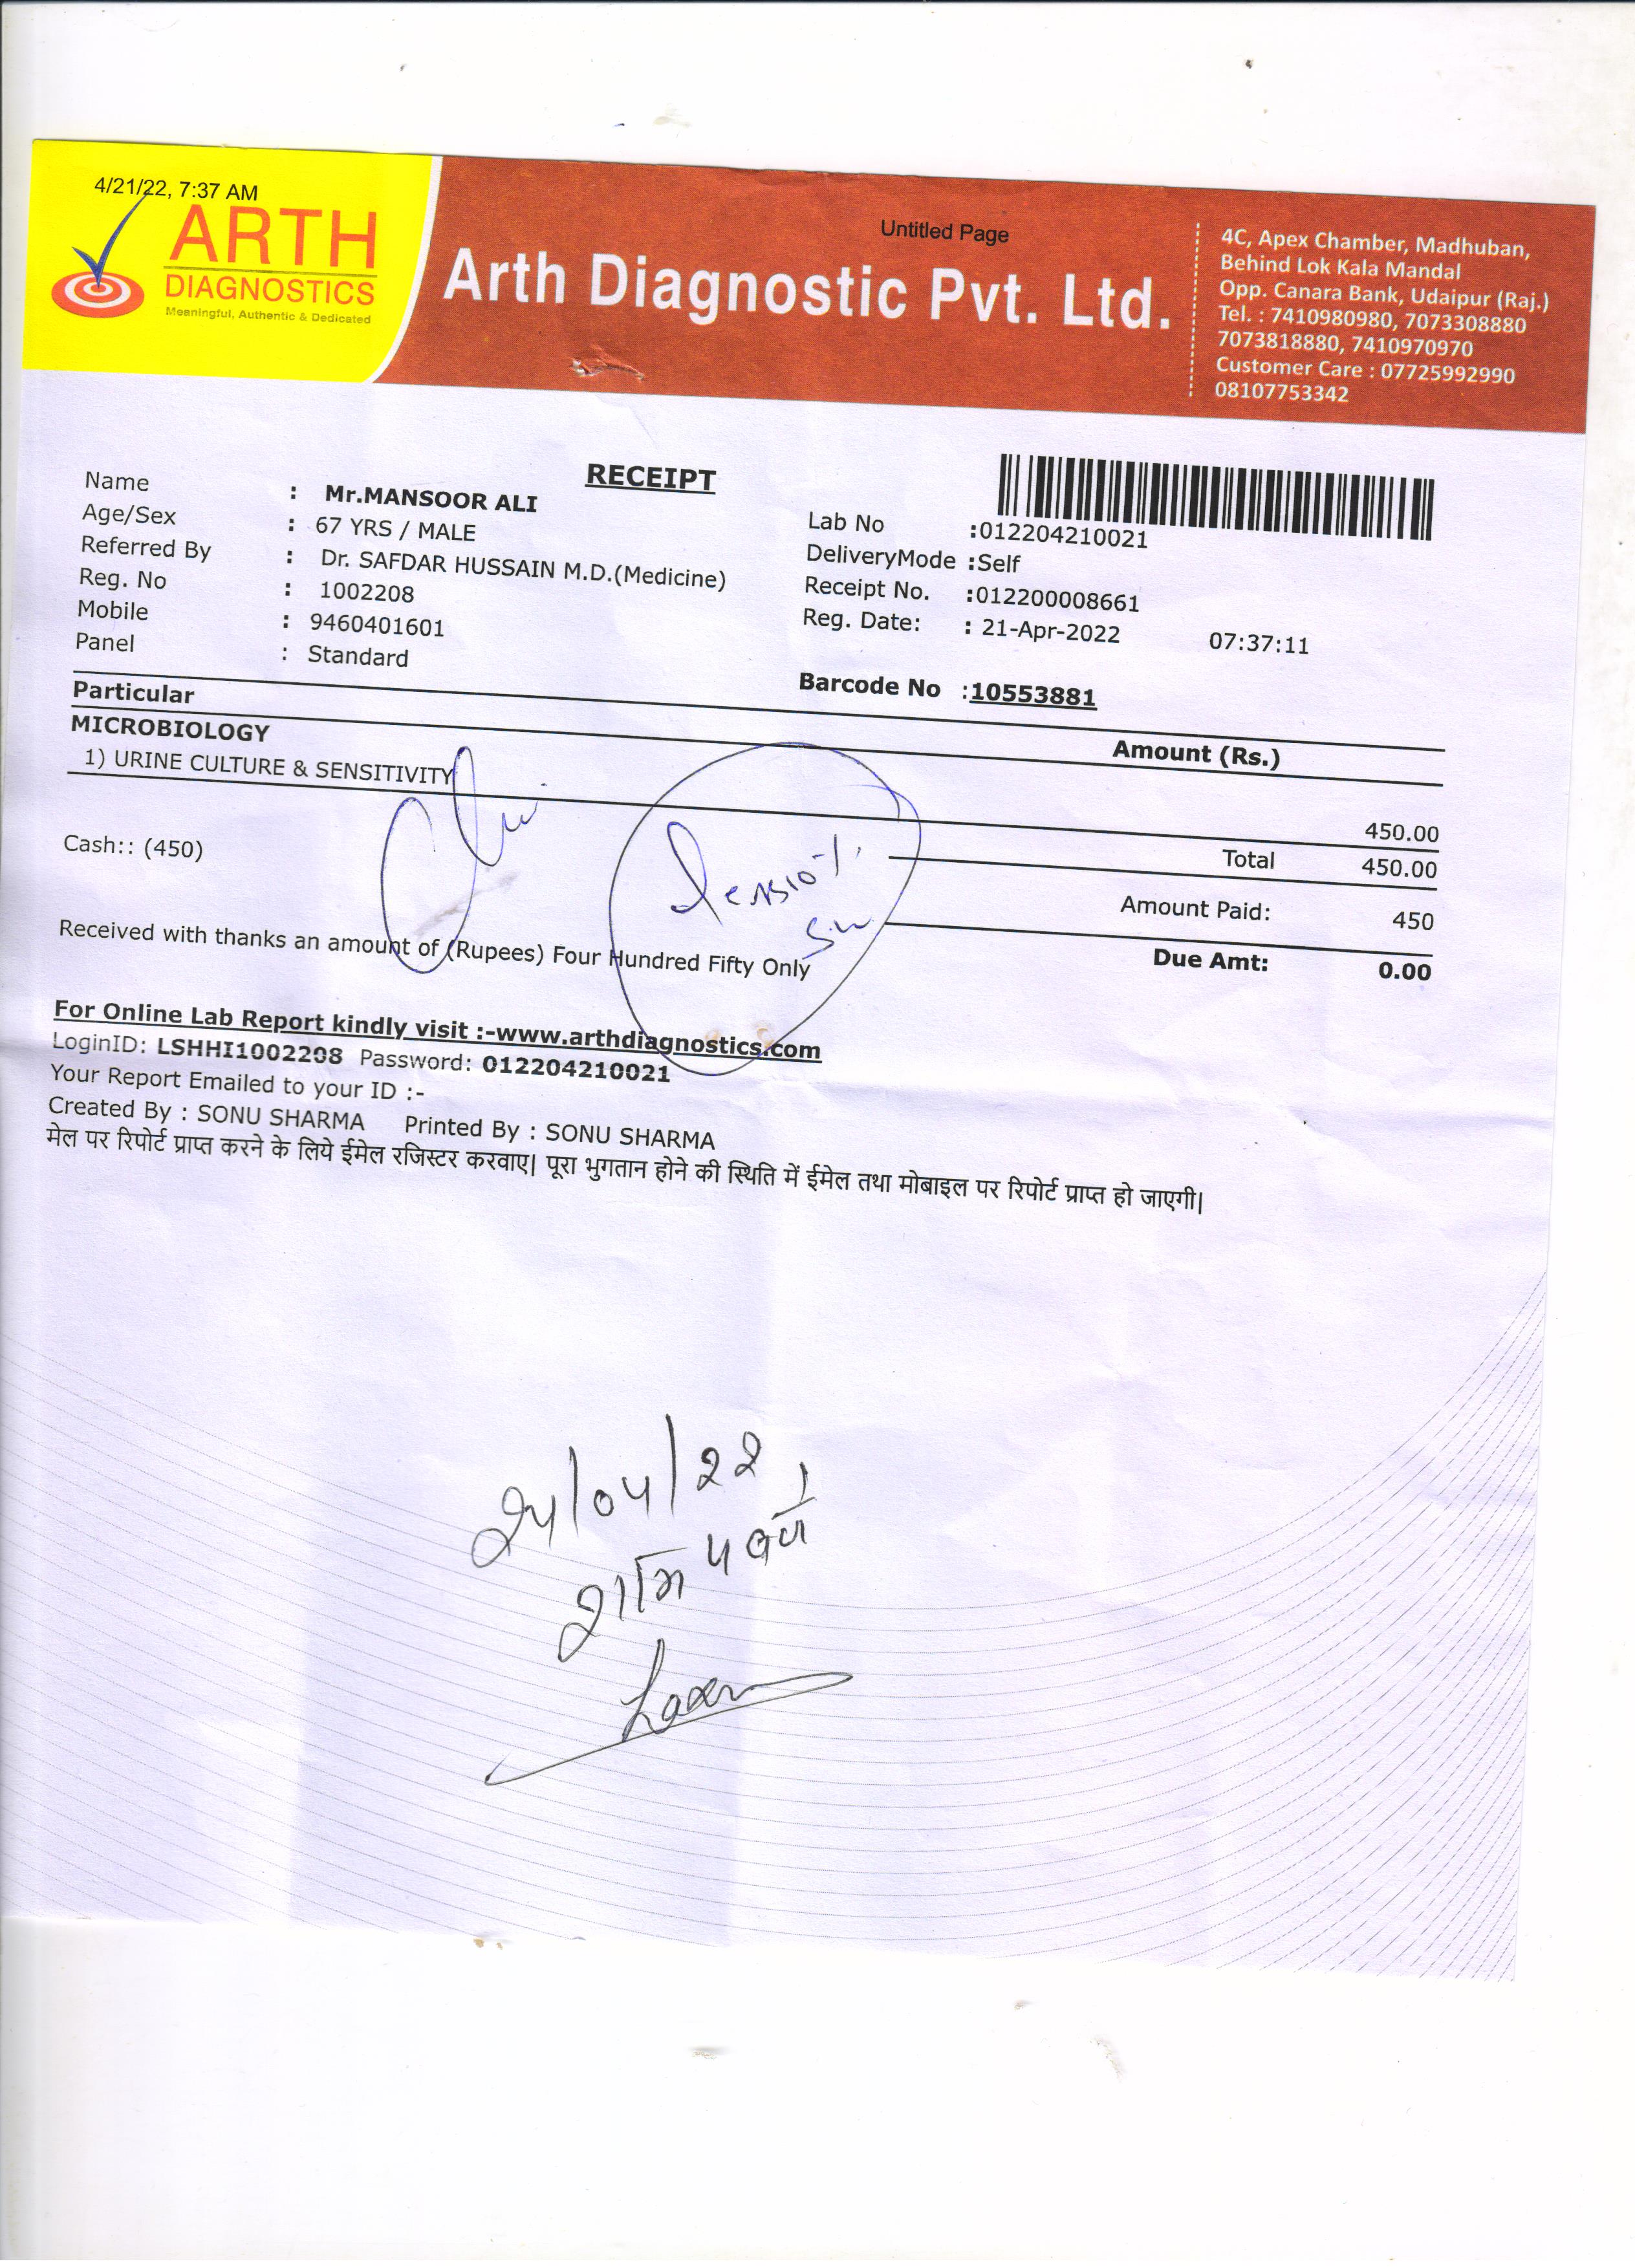 4/21/22, 7:37 AM
Untitled Page
ARTH
DIAGNOSTICS
Meaningful, Authentic & Dedicated
Arth Diagnostic Pvt. Ltd.
4C, Apex Chamber, Madhuban,
Behind Lok Kala Mandal
Opp. Canara Bank, Udaipur (Raj.)
Tel. : 7410980980, 7073308880
7073818880, 7410970970
Customer Care : 07725992990
08107753342
RECEIPT
Name : Mr.MANSOOR ALI
Age/Sex : 67 YRS / MALE
Referred By : Dr. SAFDAR HUSSAIN M.D.(Medicine)
Reg. No : 1002208
Mobile : 9460401601
Panel : Standard
Lab No :012204210021
DeliveryMode :Self
Receipt No. :012200008661
Reg. Date: : 21-Apr-2022 07:37:11
Barcode No :10553881
Particular Amount (Rs.)
MICROBIOLOGY
1) URINE CULTURE & SENSITIVITY 450.00
Total 450.00
Cash:: (450)
Amount Paid: 450
Due Amt: 0.00
Received with thanks an amount of (Rupees) Four Hundred Fifty Only
For Online Lab Report kindly visit :-www.arthdiagnostics.com
LoginID: LSHHI1002208 Password: 012204210021
Your Report Emailed to your ID :-
Created By : SONU SHARMA Printed By : SONU SHARMA
मेल पर रिपोर्ट प्राप्त करने के लिये ईमेल रजिस्टर करवाए। पूरा भुगतान होने की स्थिति में ईमेल तथा मोबाइल पर रिपोर्ट प्राप्त हो जाएगी।
/04/22